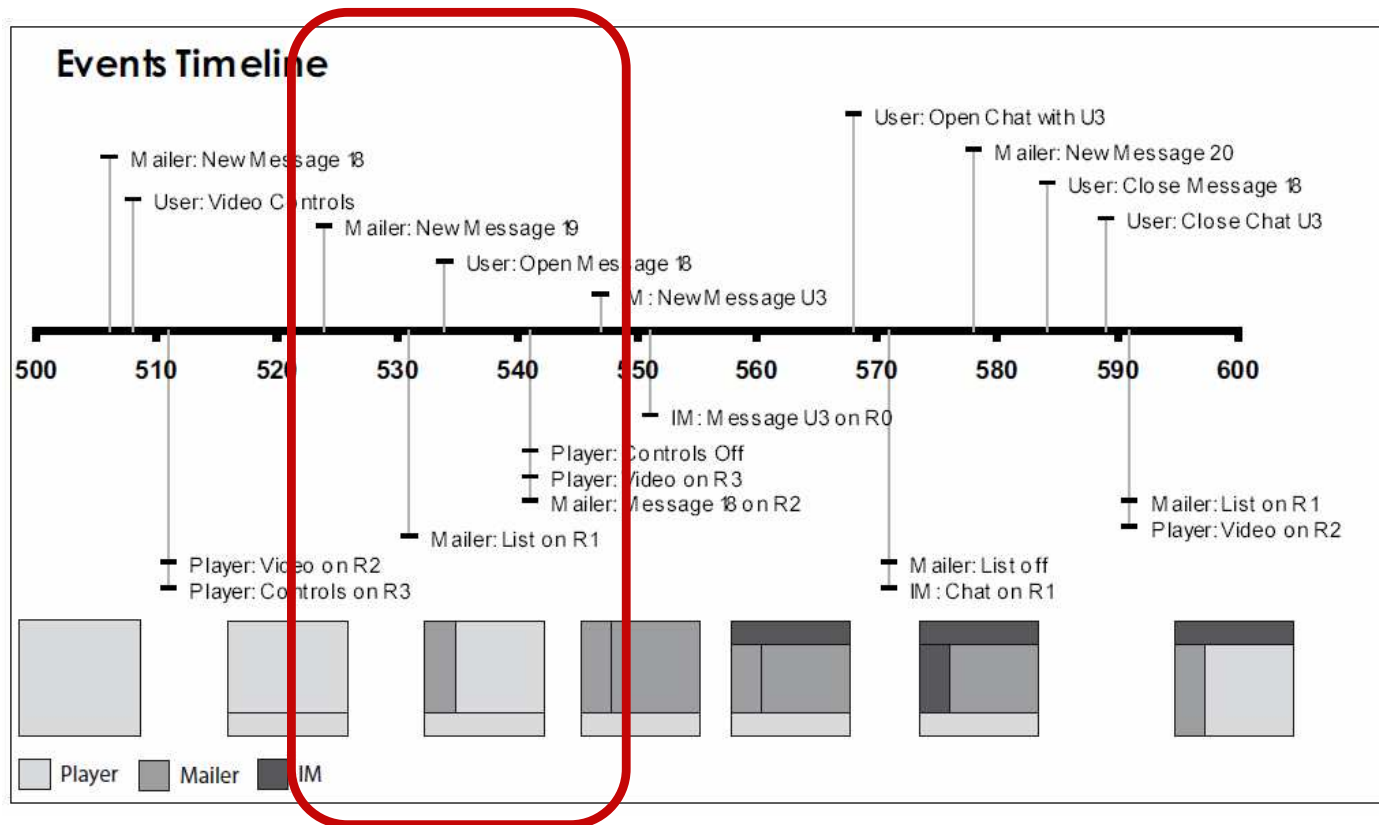 Events Timeline
User: Open Chat with U3
Mailer: New Message 18
Mailer: New Message 20
User: Close Message 18
User: Video Controls
User: Close Chat U3
Mailer: New Message 19
User: Open Message 18
IM: New Message U3
500 510 520 530 540 550 560 570 580 590 600
IM: Message U3 on R0
Player: Controls Off
Player: Video on R3
Mailer: Message 18 on R2
Mailer: List on R1
Player: Video on R2
Mailer: List on R1
Player: Video on R2
Player: Controls on R3
Mailer: List off
IM: Chat on R1
Player Mailer IM